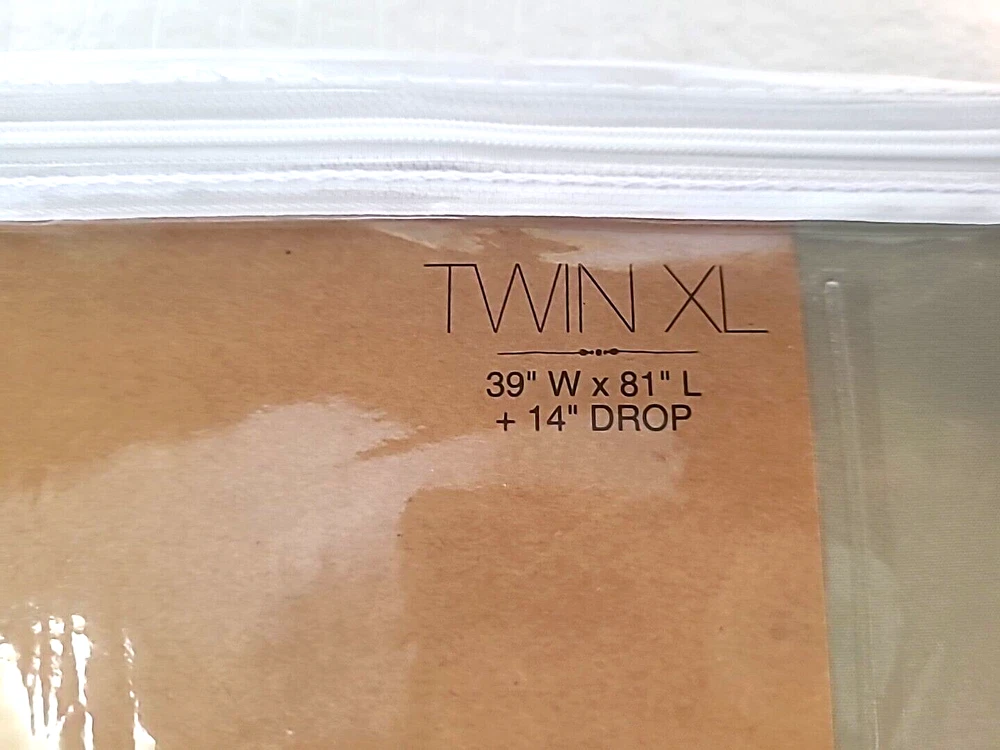 TWIN XL
39" W x 81" L
+ 14" DROP